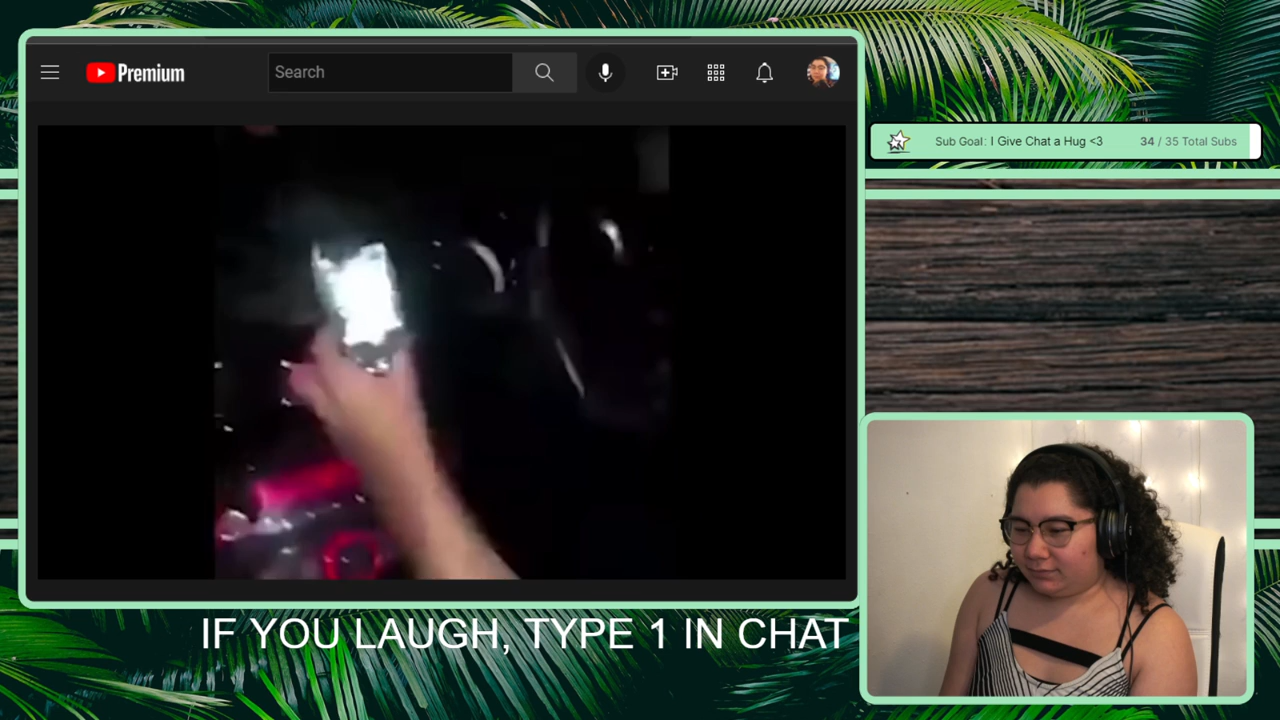 Premium
Search
Sub Goal: I Give Chat a Hug <3 34 / 35 Total Subs
IF YOU LAUGH, TYPE 1 IN CHAT